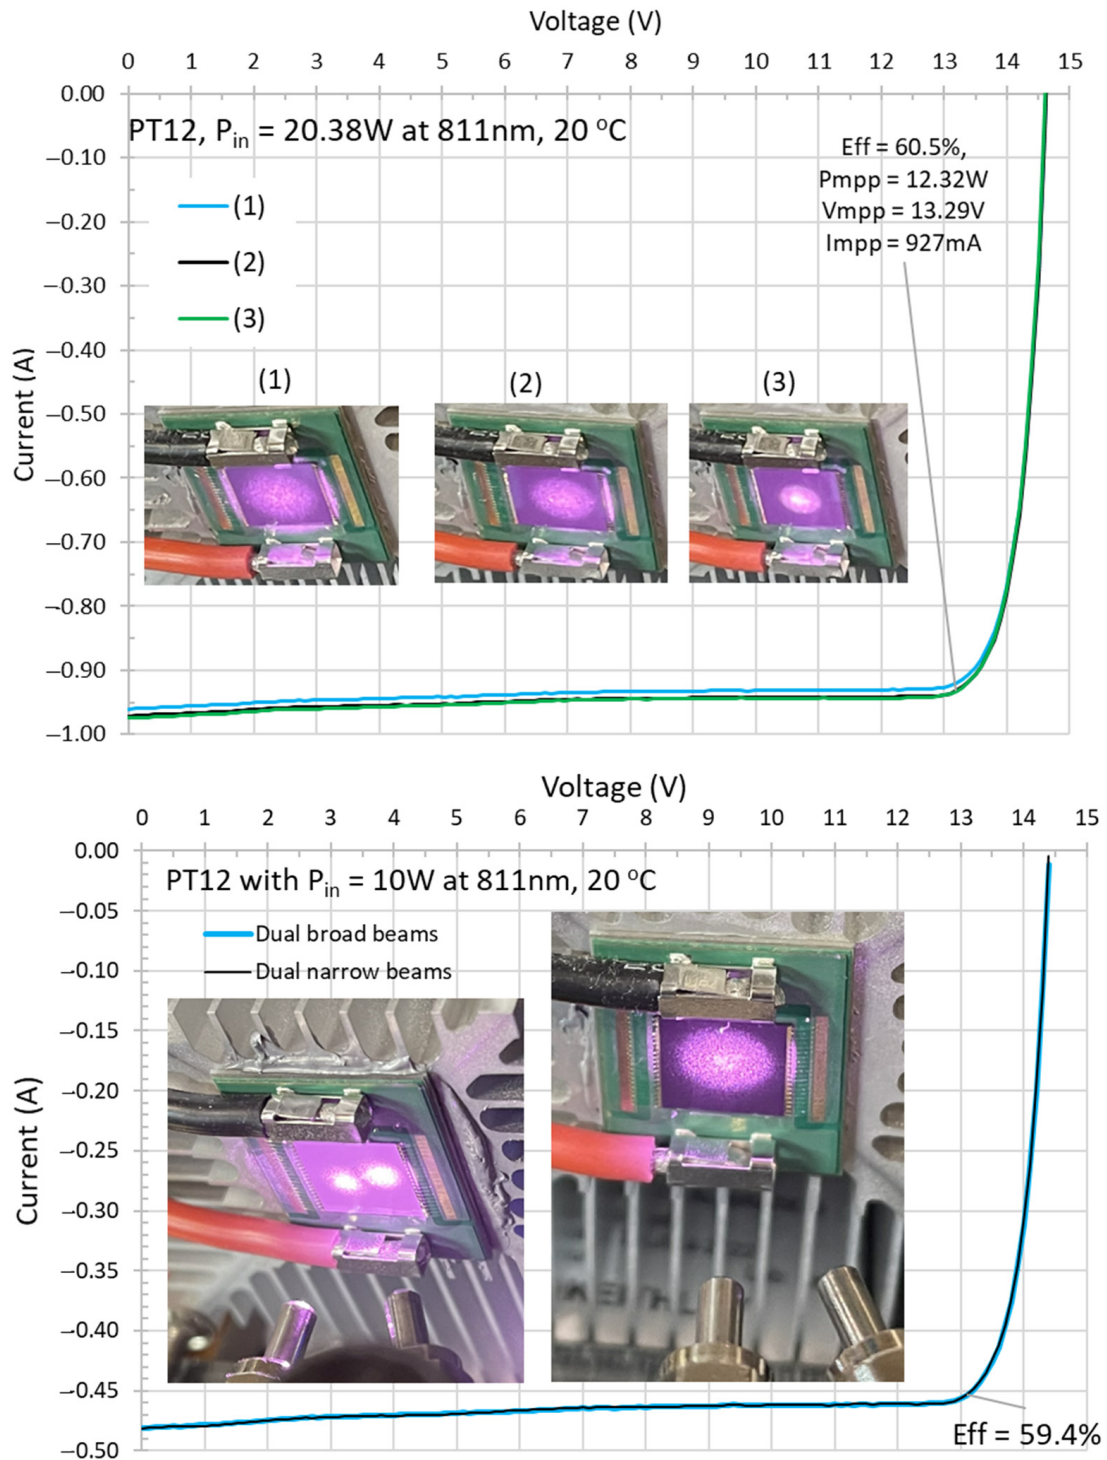 Voltage (V)
0 1 2 3 4 5 6 7 8 9 10 11 12 13 14 15
0.00
PT12, Pin = 20.38W at 811nm, 20 °C
−0.10
Eff = 60.5%,
Pmpp = 12.32W
Vmpp = 13.29V
Impp = 927mA
(1)
−0.20
(2)
−0.30
(3)
−0.40
Current (A)
(1) (2) (3)
−0.50
−0.60
−0.70
−0.80
−0.90
−1.00
Voltage (V)
0 1 2 3 4 5 6 7 8 9 10 11 12 13 14 15
0.00
PT12 with Pin = 10W at 811nm, 20 °C
−0.05
Dual broad beams
−0.10
Dual narrow beams
−0.15
−0.20
Current (A)
−0.25
−0.30
−0.35
−0.40
−0.45
Eff = 59.4%
−0.50